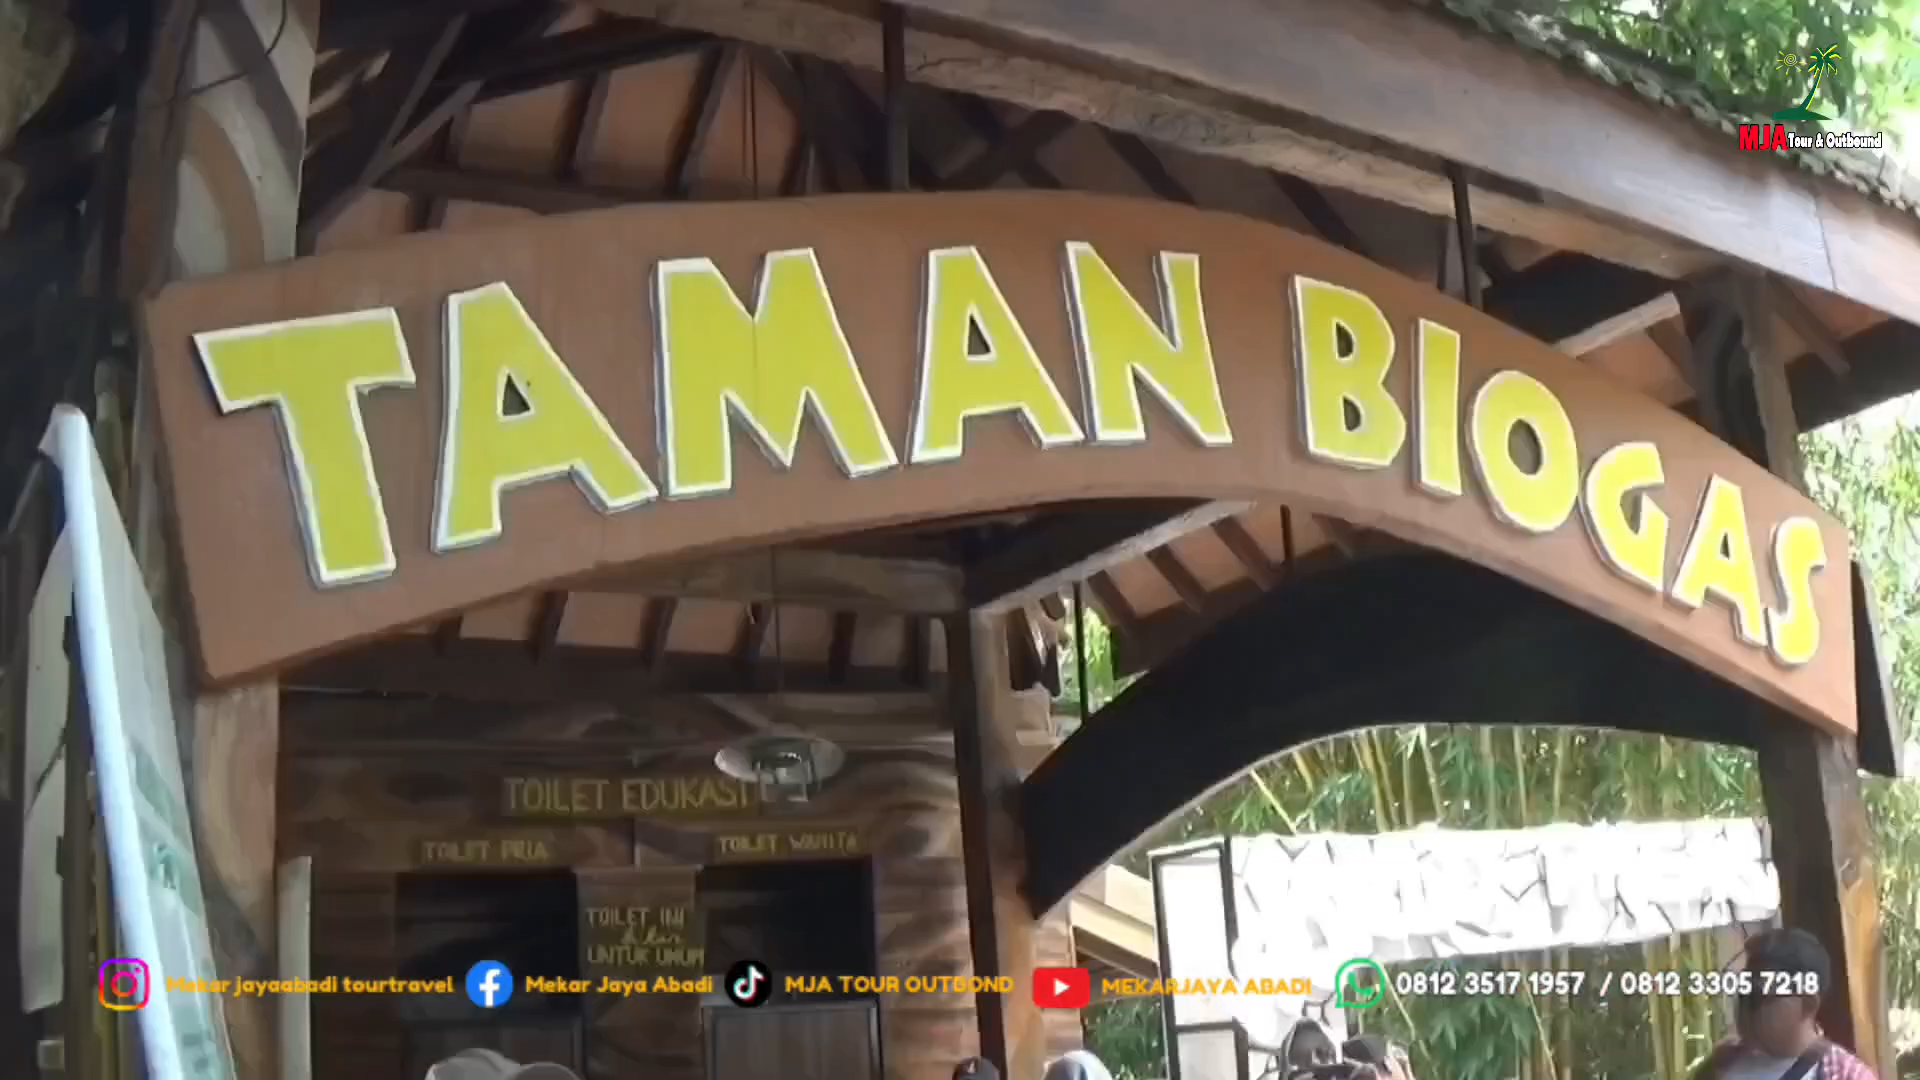 MJA Tour & Outbound
TAMAN BIOGAS
TOILET EDUKASI
TOILET PRIA
TOILET WANITA
TOILET INI
UNTUK UMUM
Mekar jayaabadi tourtravel
Mekar Jaya Abadi
MJA TOUR OUTBOND
MEKARJAYA ABADI
0812 3517 1957 / 0812 3305 7218